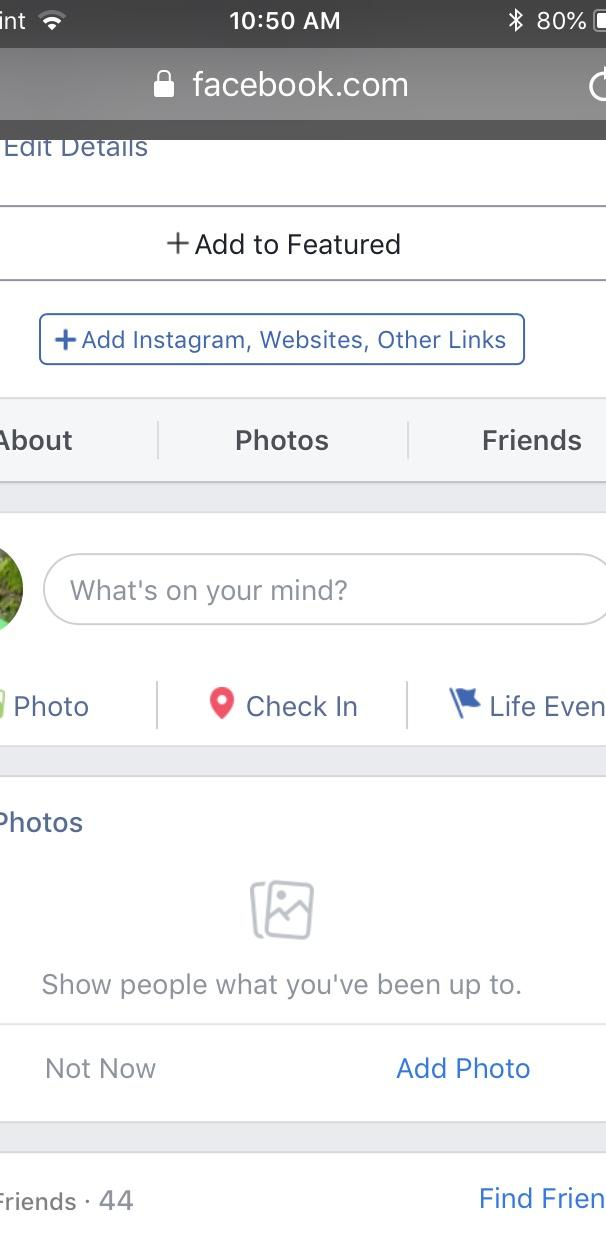 int 10:50 AM 80%
facebook.com
Edit Details
+ Add to Featured
+ Add Instagram, Websites, Other Links
About Photos Friends
What's on your mind?
Photo Check In Life Even
Photos
Show people what you've been up to.
Not Now Add Photo
Friends · 44 Find Frien